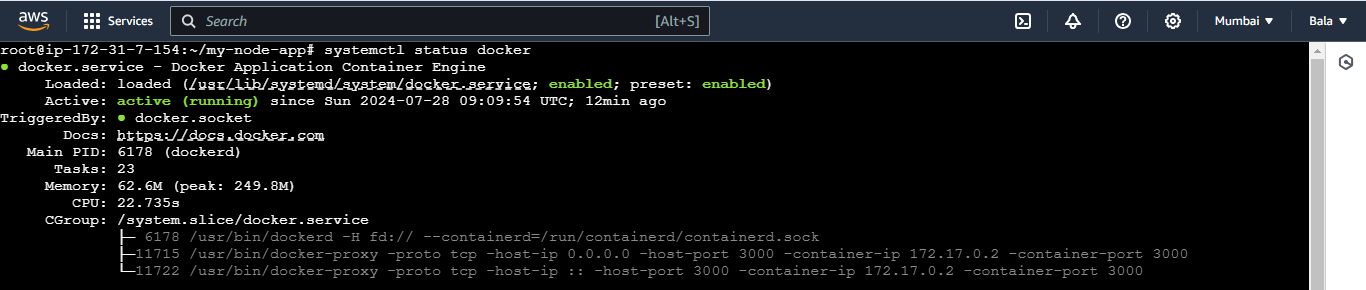 aws Services Search [Alt+S] Mumbai ▼ Bala ▼
root@ip-172-31-7-154:~/my-node-app# systemctl status docker
● docker.service - Docker Application Container Engine
Loaded: loaded (/usr/lib/systemd/system/docker.service; enabled; preset: enabled)
Active: active (running) since Sun 2024-07-28 09:09:54 UTC; 12min ago
TriggeredBy: ● docker.socket
Docs: https://docs.docker.com
Main PID: 6178 (dockerd)
Tasks: 23
Memory: 62.6M (peak: 249.8M)
CPU: 22.735s
CGroup: /system.slice/docker.service
├─ 6178 /usr/bin/dockerd -H fd:// --containerd=/run/containerd/containerd.sock
├─11715 /usr/bin/docker-proxy -proto tcp -host-ip 0.0.0.0 -host-port 3000 -container-ip 172.17.0.2 -container-port 3000
└─11722 /usr/bin/docker-proxy -proto tcp -host-ip :: -host-port 3000 -container-ip 172.17.0.2 -container-port 3000